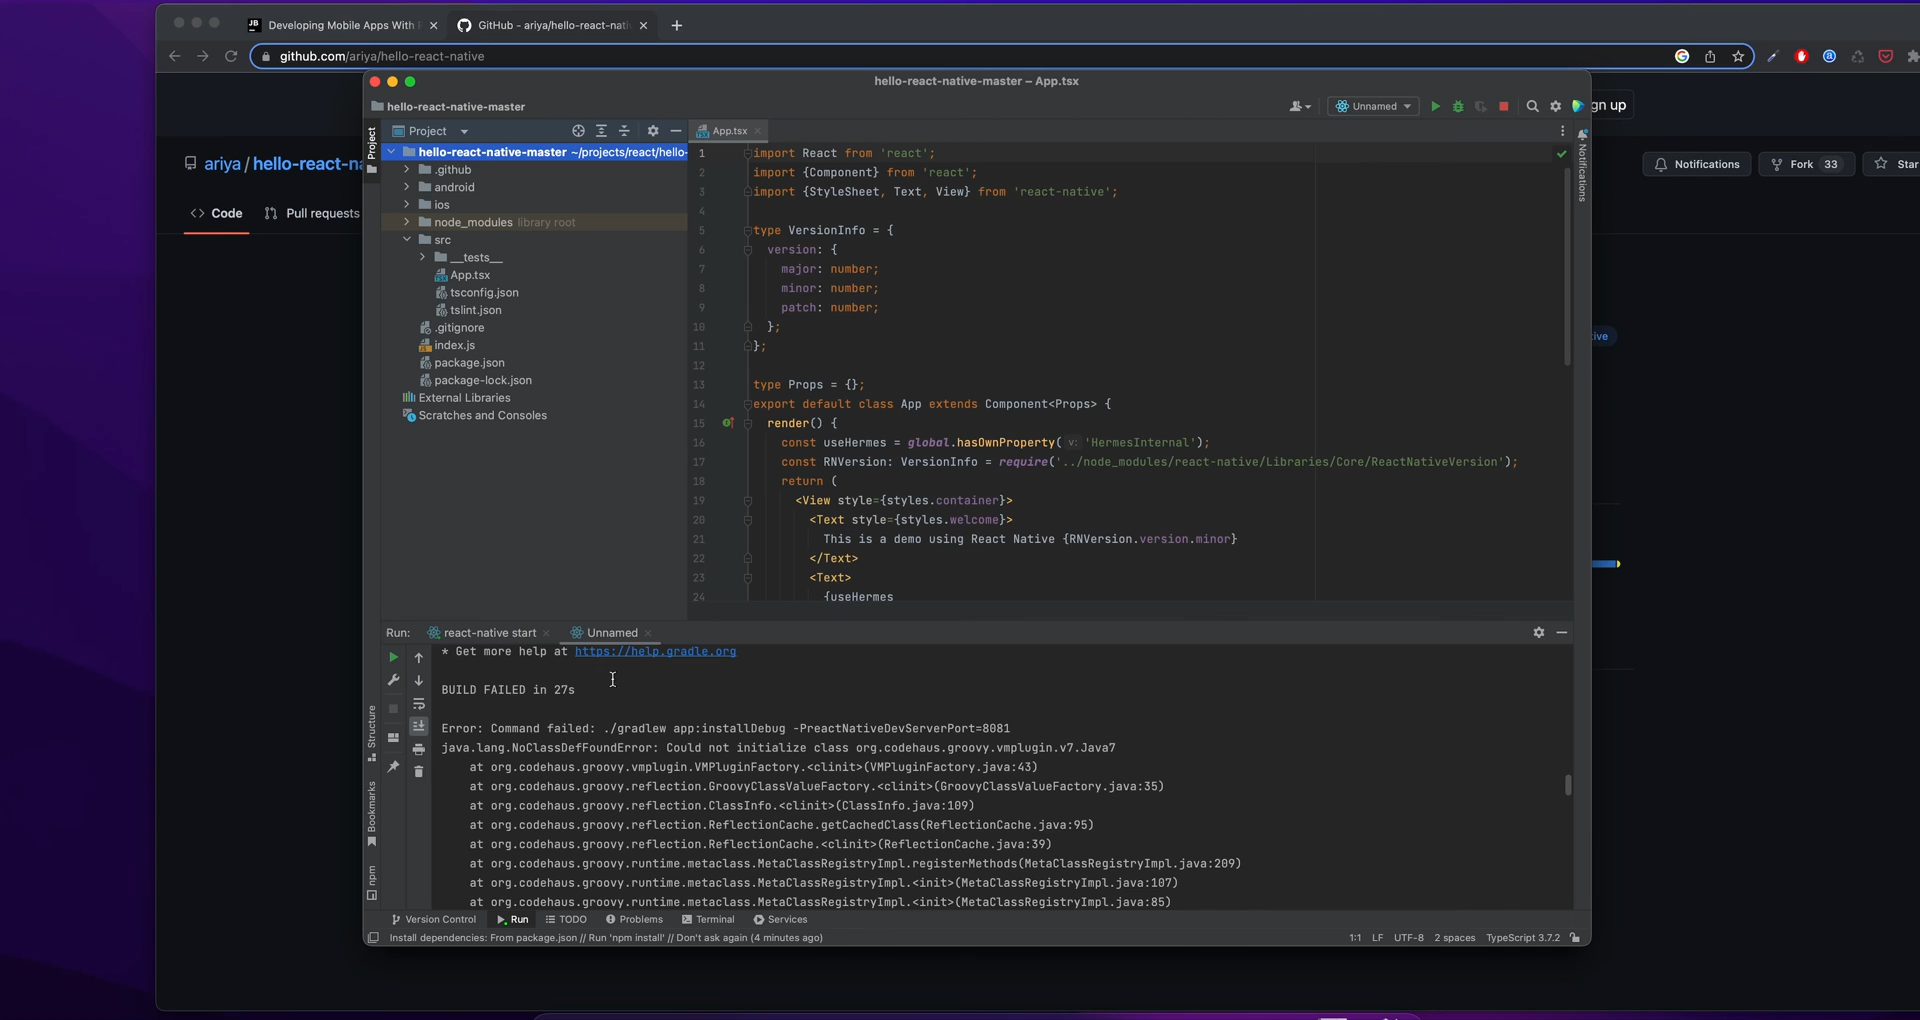 Developing Mobile Apps With
GitHub - ariya/hello-react-nati
github.com/ariya/hello-react-native
hello-react-native-master – App.tsx
hello-react-native-master
Unnamed
gn up
ariya / hello-react-na
Notifications
Fork 33
Star
Code
Pull requests
ive
Project
Project
hello-react-native-master ~/projects/react/hello-
.github
android
ios
node_modules library root
src
__tests__
App.tsx
tsconfig.json
tslint.json
.gitignore
index.js
package.json
package-lock.json
External Libraries
Scratches and Consoles
App.tsx
Notifications
1 import React from 'react';
2 import {Component} from 'react';
3 import {StyleSheet, Text, View} from 'react-native';
4
5 type VersionInfo = {
6 version: {
7 major: number;
8 minor: number;
9 patch: number;
10 };
11 };
12
13 type Props = {};
14 export default class App extends Component<Props> {
15 render() {
16 const useHermes = global.hasOwnProperty( v: 'HermesInternal');
17 const RNVersion: VersionInfo = require('../node_modules/react-native/Libraries/Core/ReactNativeVersion');
18 return (
19 <View style={styles.container}>
20 <Text style={styles.welcome}>
21 This is a demo using React Native {RNVersion.version.minor}
22 </Text>
23 <Text>
24 {useHermes
Run:
react-native start
Unnamed
Structure
Bookmarks
npm
* Get more help at https://help.gradle.org
BUILD FAILED in 27s
Error: Command failed: ./gradlew app:installDebug -PreactNativeDevServerPort=8081
java.lang.NoClassDefFoundError: Could not initialize class org.codehaus.groovy.vmplugin.v7.Java7
at org.codehaus.groovy.vmplugin.VMPluginFactory.<clinit>(VMPluginFactory.java:43)
at org.codehaus.groovy.reflection.GroovyClassValueFactory.<clinit>(GroovyClassValueFactory.java:35)
at org.codehaus.groovy.reflection.ClassInfo.<clinit>(ClassInfo.java:109)
at org.codehaus.groovy.reflection.ReflectionCache.getCachedClass(ReflectionCache.java:95)
at org.codehaus.groovy.reflection.ReflectionCache.<clinit>(ReflectionCache.java:39)
at org.codehaus.groovy.runtime.metaclass.MetaClassRegistryImpl.registerMethods(MetaClassRegistryImpl.java:209)
at org.codehaus.groovy.runtime.metaclass.MetaClassRegistryImpl.<init>(MetaClassRegistryImpl.java:107)
at org.codehaus.groovy.runtime.metaclass.MetaClassRegistryImpl.<init>(MetaClassRegistryImpl.java:85)
Version Control
Run
TODO
Problems
Terminal
Services
Install dependencies: From package.json // Run 'npm install' // Don't ask again (4 minutes ago)
1:1
LF
UTF-8
2 spaces
TypeScript 3.7.2